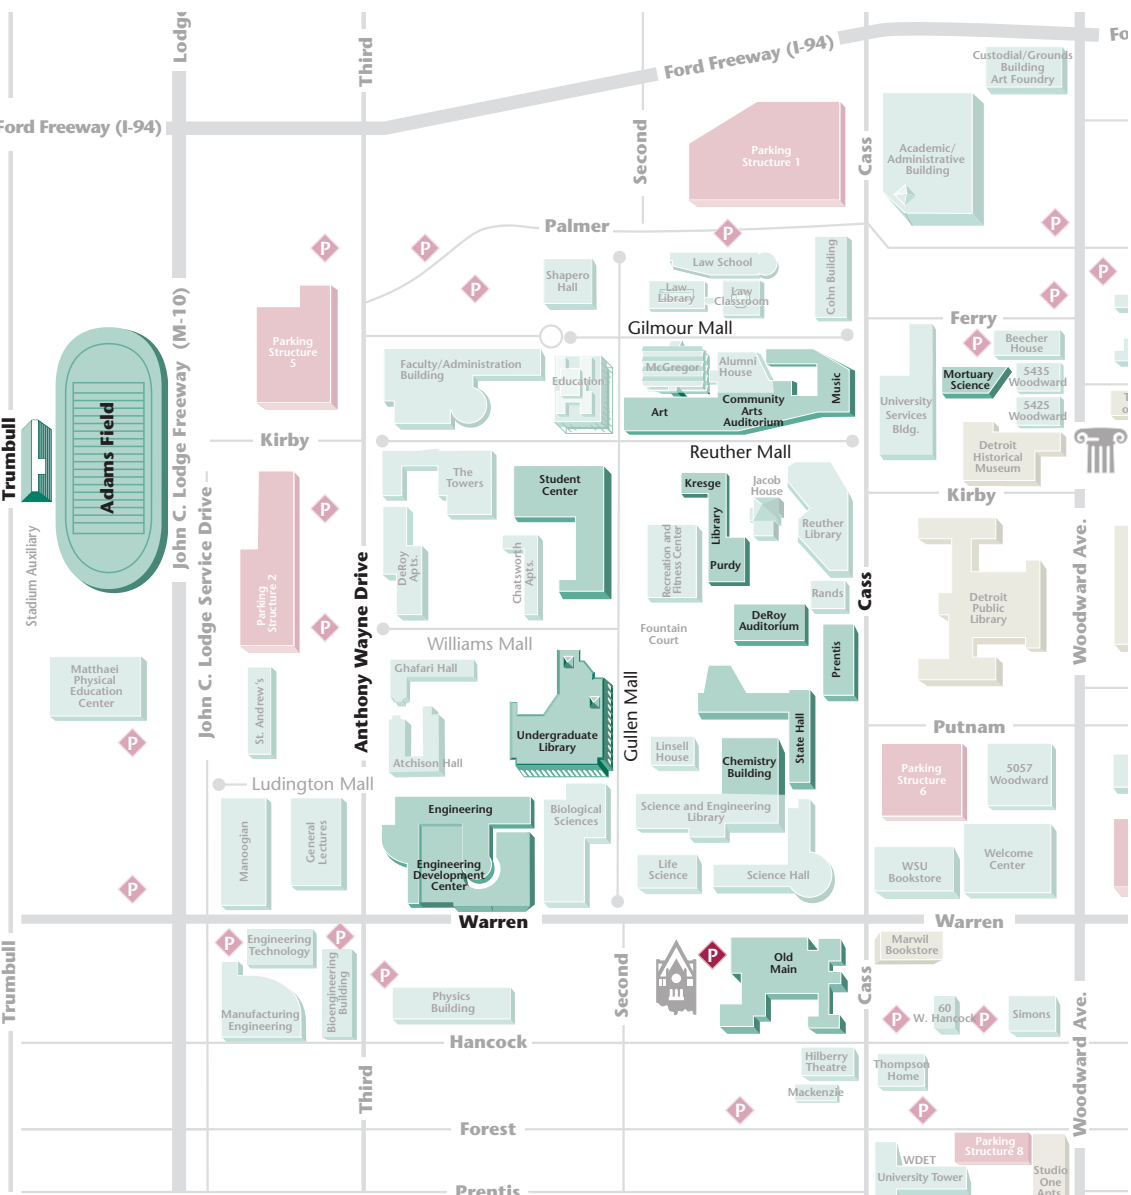 Lodge
Third
Ford Freeway (I-94)
Fo
Custodial/Grounds
Building
Art Foundry
Ford Freeway (I-94)
Second
Parking
Structure 1
Cass
Academic/
Administrative
Building
Palmer
P
P
P
P
P
P
P
Law School
Shapero
Hall
Law
Library
Law
Classroom
Cohn Building
John C. Lodge Freeway (M-10)
Gilmour Mall
Ferry
P
Parking
Structure
5
Faculty/Administration
Building
Education
McGregor
Alumni
House
Music
Beecher
House
Mortuary
Science
5435
Woodward
Art
Community
Arts
Auditorium
University
Services
Bldg.
5425
Woodward
Trumbull
Adams Field
Kirby
Reuther Mall
Detroit
Historical
Museum
Kirby
The
Towers
Student
Center
Kresge
Library
Purdy
Jacob
House
Reuther
Library
P
John C. Lodge Service Drive
Stadium Auxiliary
Parking
Structure 2
DeRoy
Apts.
Chatsworth
Apts.
Recreation and
Fitness Center
Rands
Cass
Detroit
Public
Library
Woodward Ave.
P
Anthony Wayne Drive
Williams Mall
Fountain
Court
DeRoy
Auditorium
Prentis
Matthaei
Physical
Education
Center
St. Andrew's
Ghafari Hall
Gullen Mall
P
Undergraduate
Library
Linsell
House
Chemistry
Building
State Hall
Putnam
Atchison Hall
Parking
Structure
6
5057
Woodward
Ludington Mall
Manoogian
General
Lectures
Engineering
Biological
Sciences
Science and Engineering
Library
Engineering
Development
Center
Life
Science
Science Hall
WSU
Bookstore
Welcome
Center
P
Warren
Warren
P
Engineering
Technology
P
Bioengineering
Building
P
Second
P
Old
Main
Cass
Marwil
Bookstore
Trumbull
Manufacturing
Engineering
Physics
Building
P
60
W. Hancock
P
Simons
Woodward Ave.
Hancock
Third
Hilberry
Theatre
Mackenzie
Thompson
Home
P
P
Forest
Parking
Structure 8
WDET
University Tower
Studio
One
Apts
Prentis